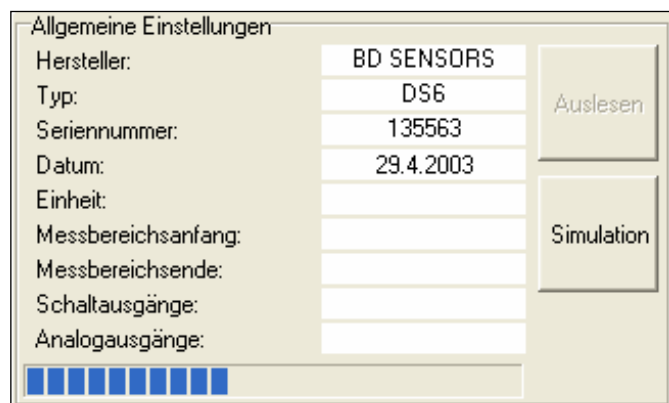 Allgemeine Einstellungen
Hersteller: BD SENSORS
Typ: DS6
Auslesen
Seriennummer: 135563
Datum: 29.4.2003
Einheit:
Messbereichsanfang:
Simulation
Messbereichsende:
Schaltausgänge:
Analogausgänge: